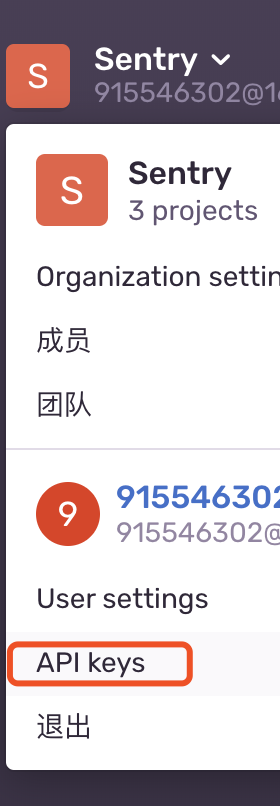 S
Sentry
915546302@1
S
Sentry
3 projects
Organization settin
成员
团队
9
915546302
915546302@
User settings
API keys
退出